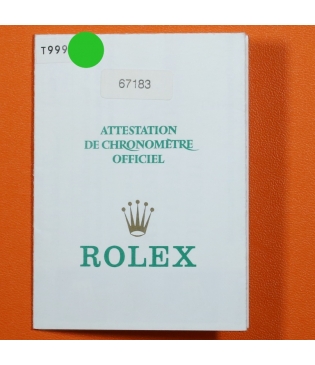 T999
67183
ATTESTATION
DE CHRONOMÈTRE
OFFICIEL
ROLEX